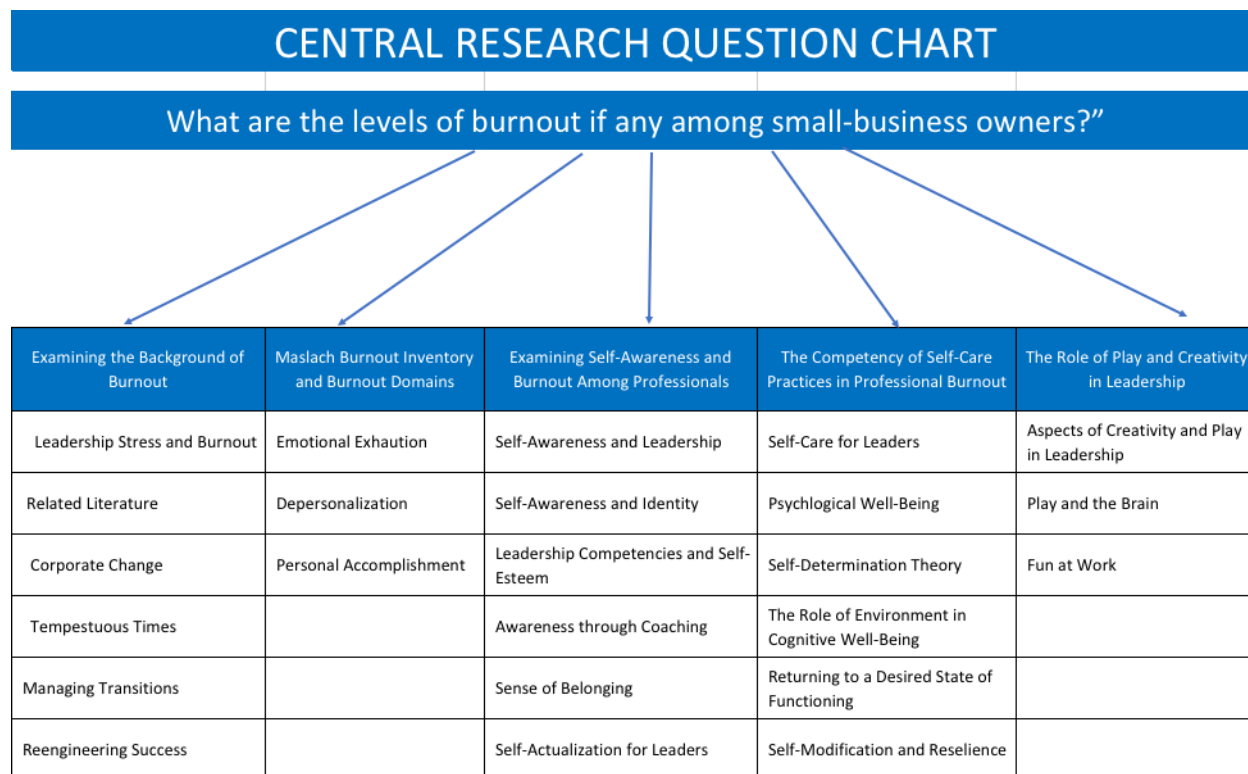 CENTRAL RESEARCH QUESTION CHART
What are the levels of burnout if any among small-business owners?”
Examining the Background of
Burnout
Maslach Burnout Inventory
and Burnout Domains
Examining Self-Awareness and
Burnout Among Professionals
The Competency of Self-Care
Practices in Professional Burnout
The Role of Play and Creativity
in Leadership
Leadership Stress and Burnout
Emotional Exhaution
Self-Awareness and Leadership
Self-Care for Leaders
Aspects of Creativity and Play
in Leadership
Related Literature
Depersonalization
Self-Awareness and Identity
Psychlogical Well-Being
Play and the Brain
Corporate Change
Personal Accomplishment
Leadership Competencies and Self-
Esteem
Self-Determination Theory
Fun at Work
Tempestuous Times
Awareness through Coaching
The Role of Environment in
Cognitive Well-Being
Managing Transitions
Sense of Belonging
Returning to a Desired State of
Functioning
Reengineering Success
Self-Actualization for Leaders
Self-Modification and Reselience